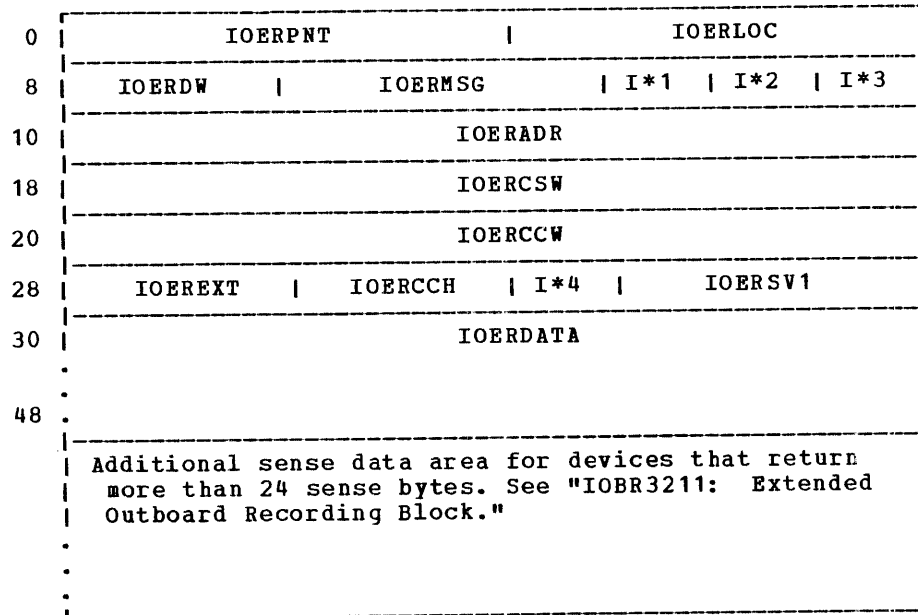 0 | IOERPNT | IOERLOC
8 | IOERDW | IOERMSG | I*1 | I*2 | I*3
10 | IOERADR
18 | IOERCSW
20 | IOERCCW
28 | IOEREXT | IOERCCH | I*4 | IOERSV1
30 | IOERDATA
48
Additional sense data area for devices that return
more than 24 sense bytes. See "IOBR3211: Extended
Outboard Recording Block."